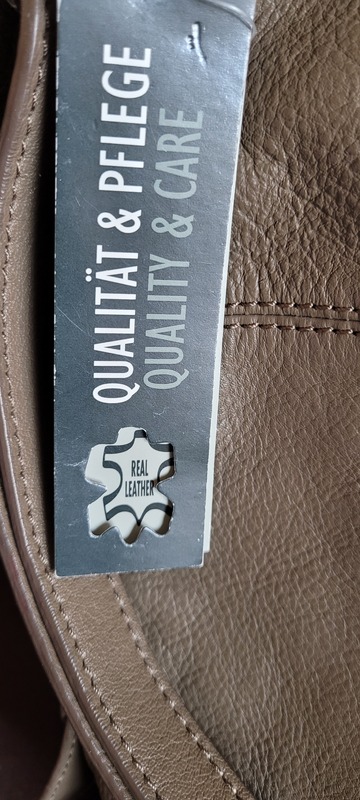 QUALITÄT & PFLEGE
QUALITY & CARE
REAL
LEATHER